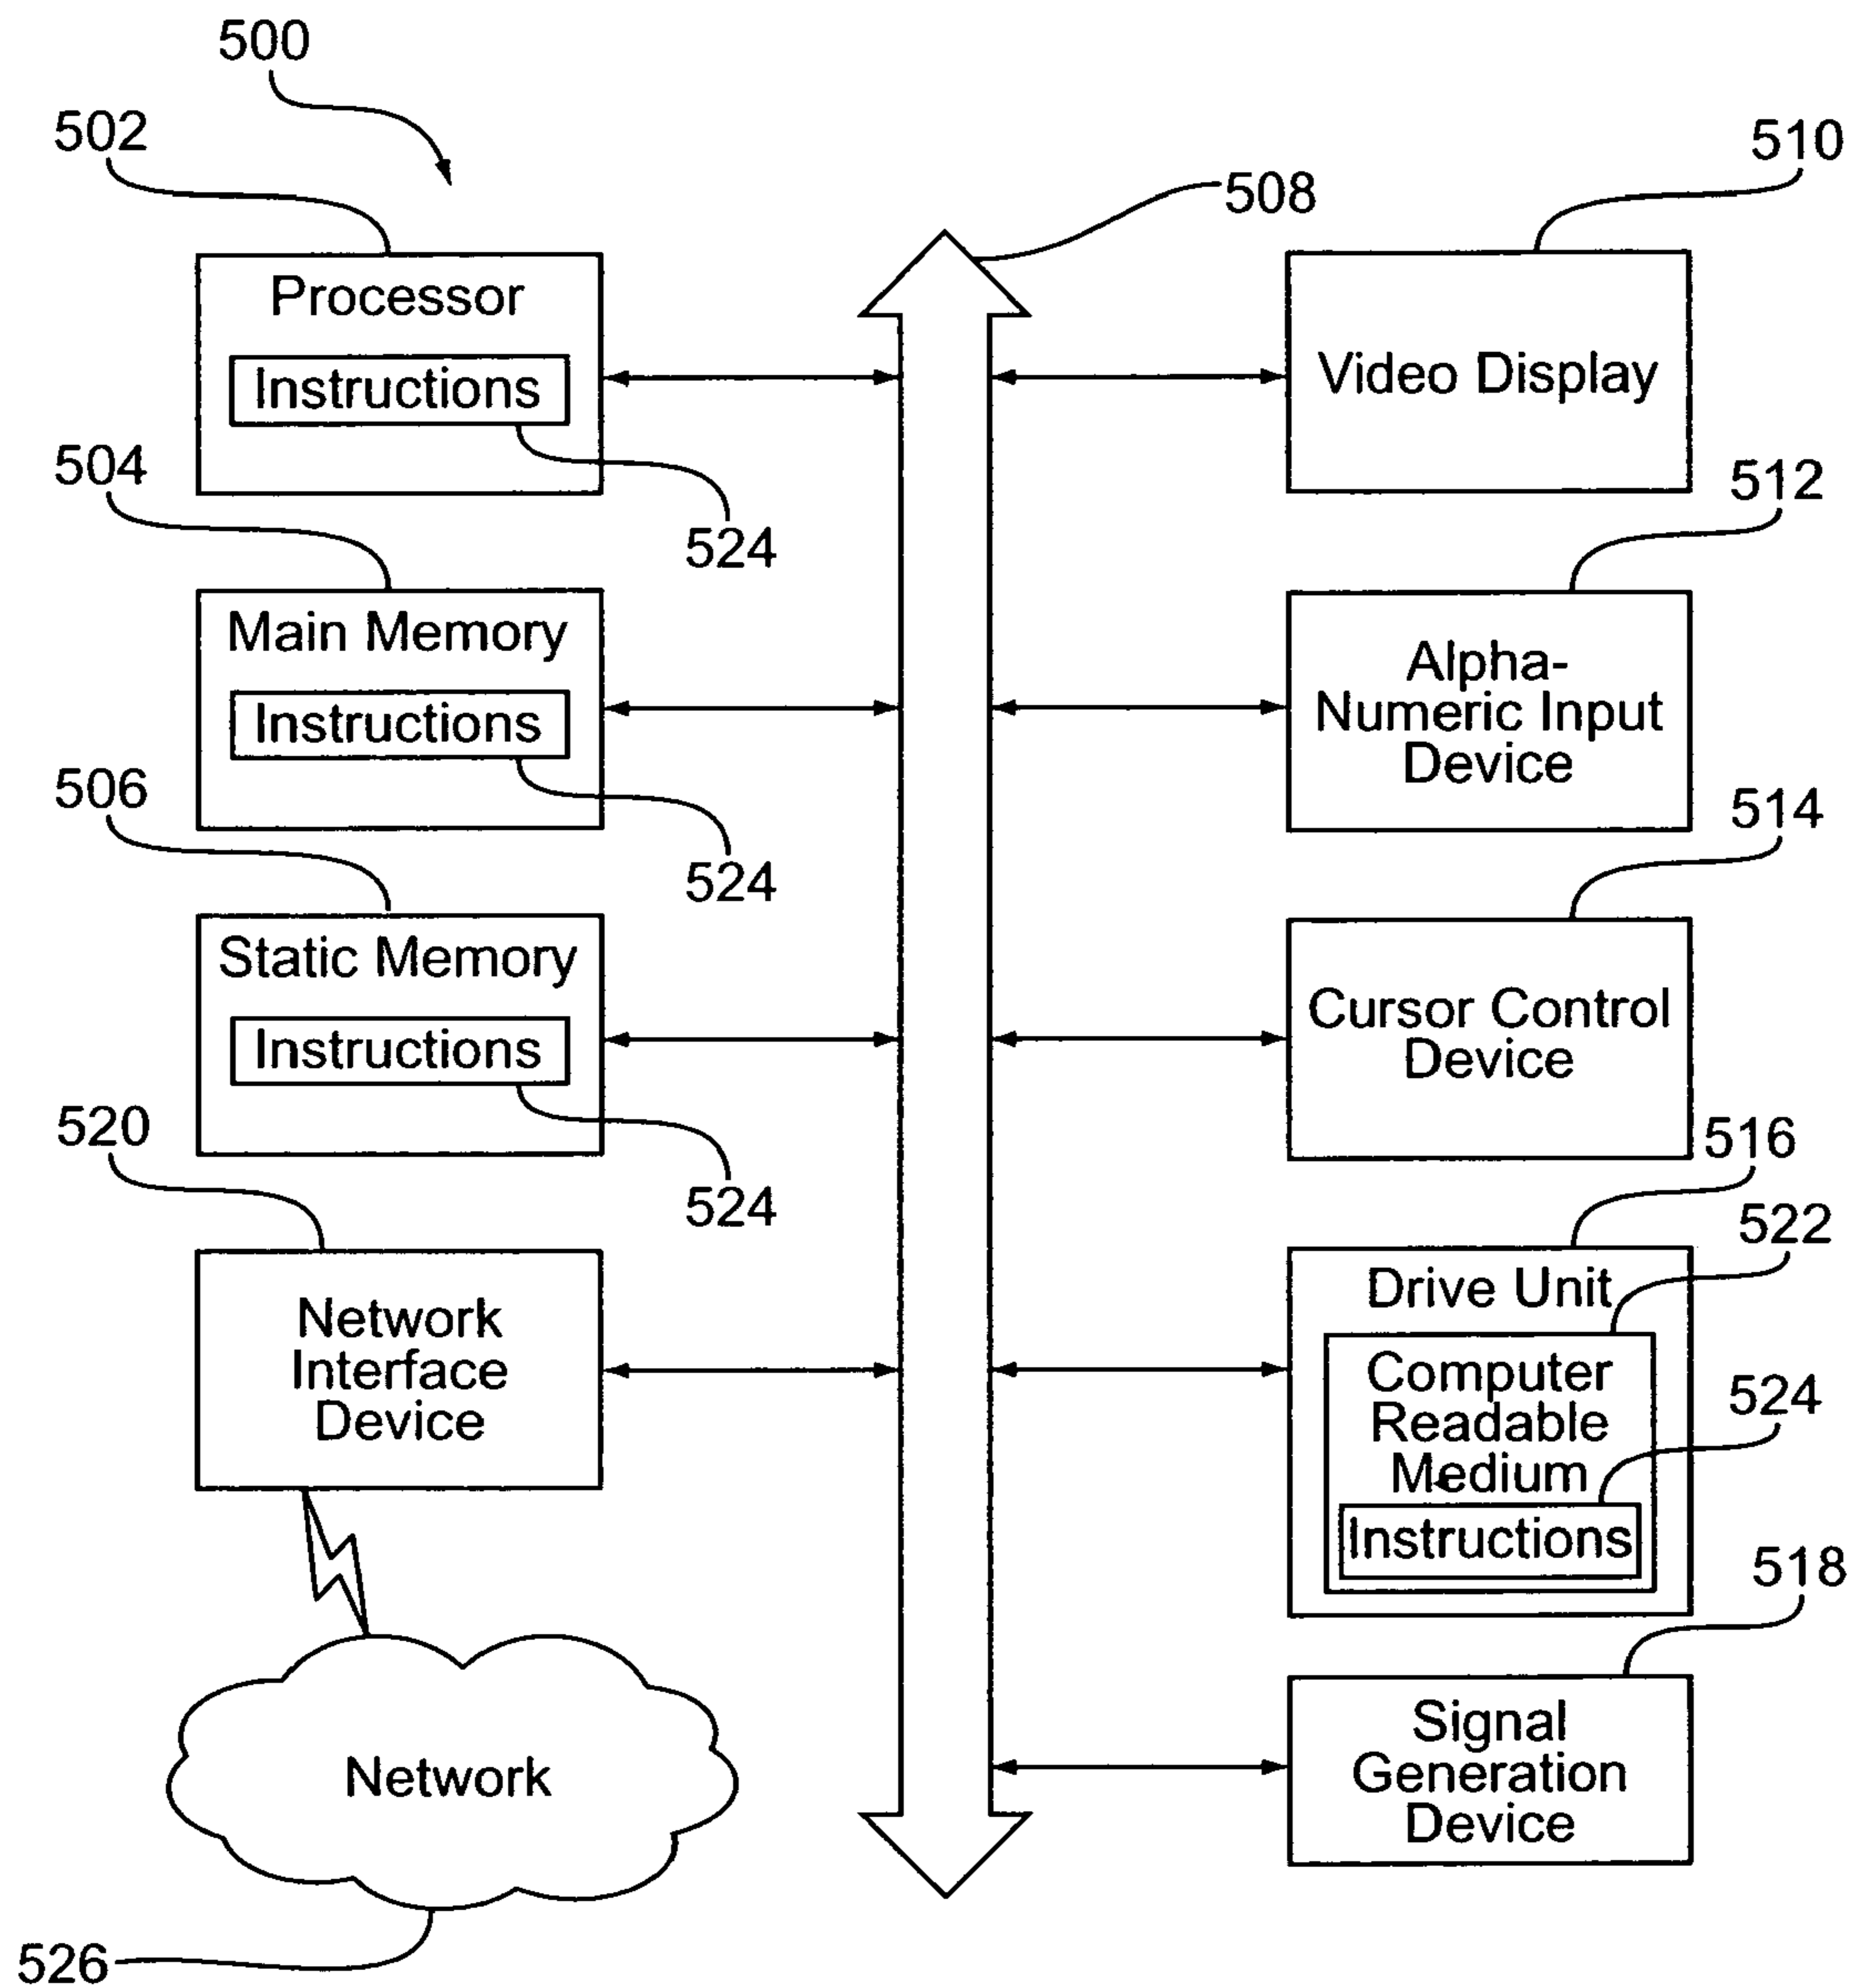 500
502
508
510
Processor
Instructions
524
Video Display
504
Main Memory
Instructions
524
512
Alpha-
Numeric Input
Device
506
Static Memory
Instructions
524
514
Cursor Control
Device
520
Network
Interface
Device
516
522
Drive Unit
Computer
Readable
Medium
524
Instructions
518
Signal
Generation
Device
Network
526